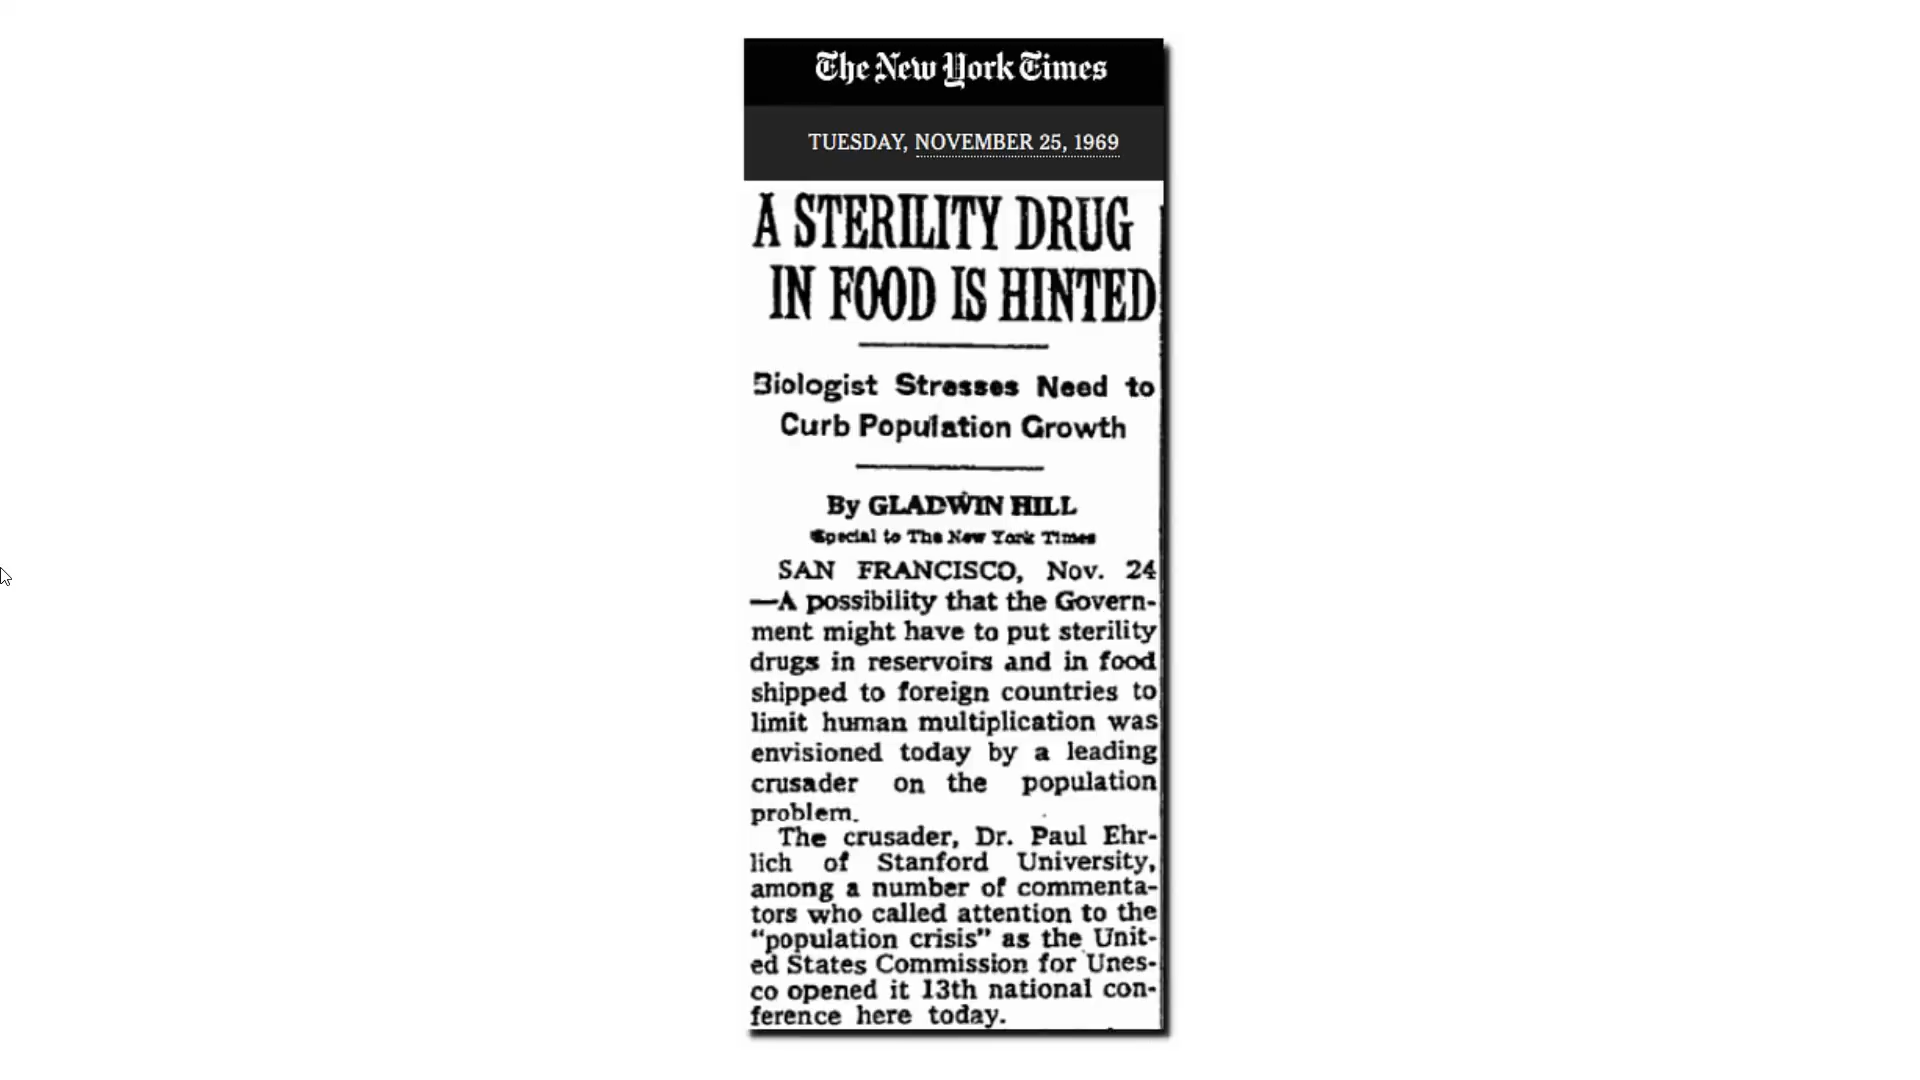 The New York Times
TUESDAY, NOVEMBER 25, 1969
A STERILITY DRUG
IN FOOD IS HINTED
Biologist Stresses Need to
Curb Population Growth
By GLADWIN HILL
Special to The New York Times
SAN FRANCISCO, Nov. 24
—A possibility that the Govern-
ment might have to put sterility
drugs in reservoirs and in food
shipped to foreign countries to
limit human multiplication was
envisioned today by a leading
crusader on the population
problem.
The crusader, Dr. Paul Ehr-
lich of Stanford University,
among a number of commenta-
tors who called attention to the
"population crisis" as the Unit-
ed States Commission for Unes-
co opened it 13th national con-
ference here today.